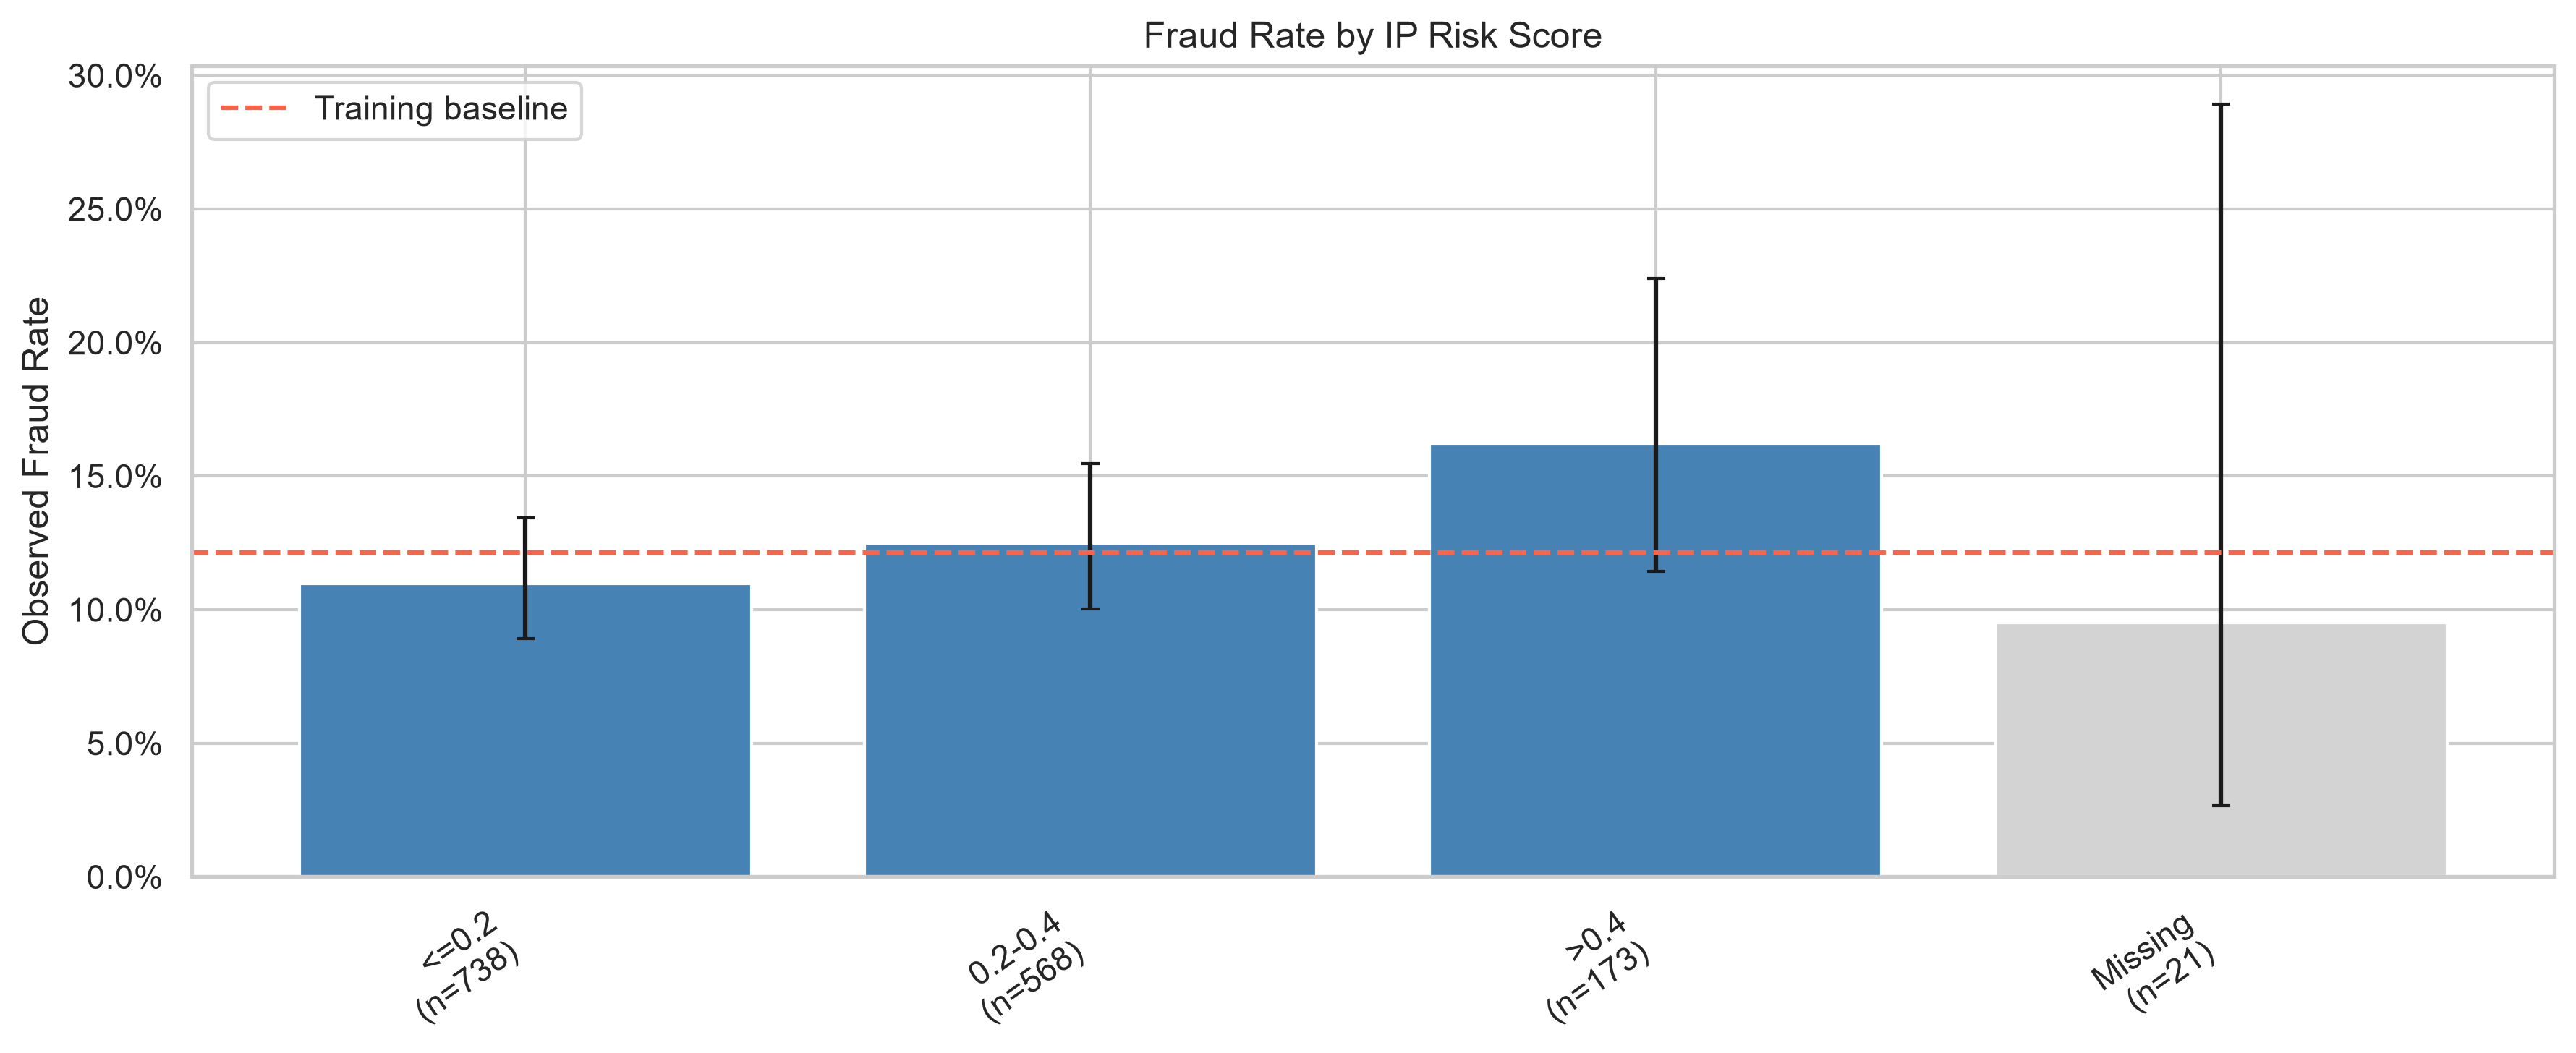 Fraud Rate by IP Risk Score
30.0%
25.0%
20.0%
15.0%
10.0%
5.0%
0.0%
Observed Fraud Rate
Training baseline
<=0.2
(n=738)
0.2-0.4
(n=568)
>0.4
(n=173)
Missing
(n=21)